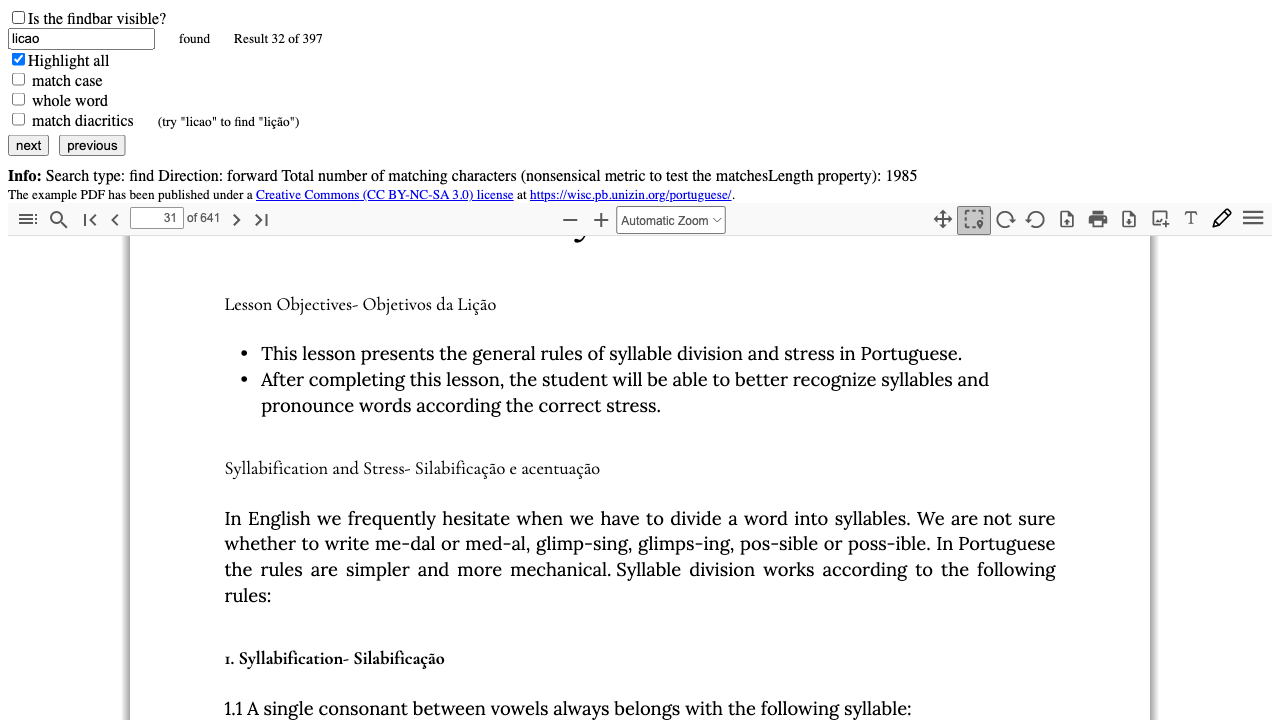 Is the findbar visible?
licao found Result 32 of 397
Highlight all
match case
whole word
match diacritics (try "licao" to find "lição")
next previous
Info: Search type: find Direction: forward Total number of matching characters (nonsensical metric to test the matchesLength property): 1985
The example PDF has been published under a Creative Commons (CC BY-NC-SA 3.0) license at https://wisc.pb.unizin.org/portuguese/.
31 of 641 Automatic Zoom
Lesson Objectives- Objetivos da Lição
• This lesson presents the general rules of syllable division and stress in Portuguese.
• After completing this lesson, the student will be able to better recognize syllables and
pronounce words according the correct stress.
Syllabification and Stress- Silabificação e acentuação
In English we frequently hesitate when we have to divide a word into syllables. We are not sure
whether to write me-dal or med-al, glimp-sing, glimps-ing, pos-sible or poss-ible. In Portuguese
the rules are simpler and more mechanical. Syllable division works according to the following
rules:
1. Syllabification- Silabificação
1.1 A single consonant between vowels always belongs with the following syllable: